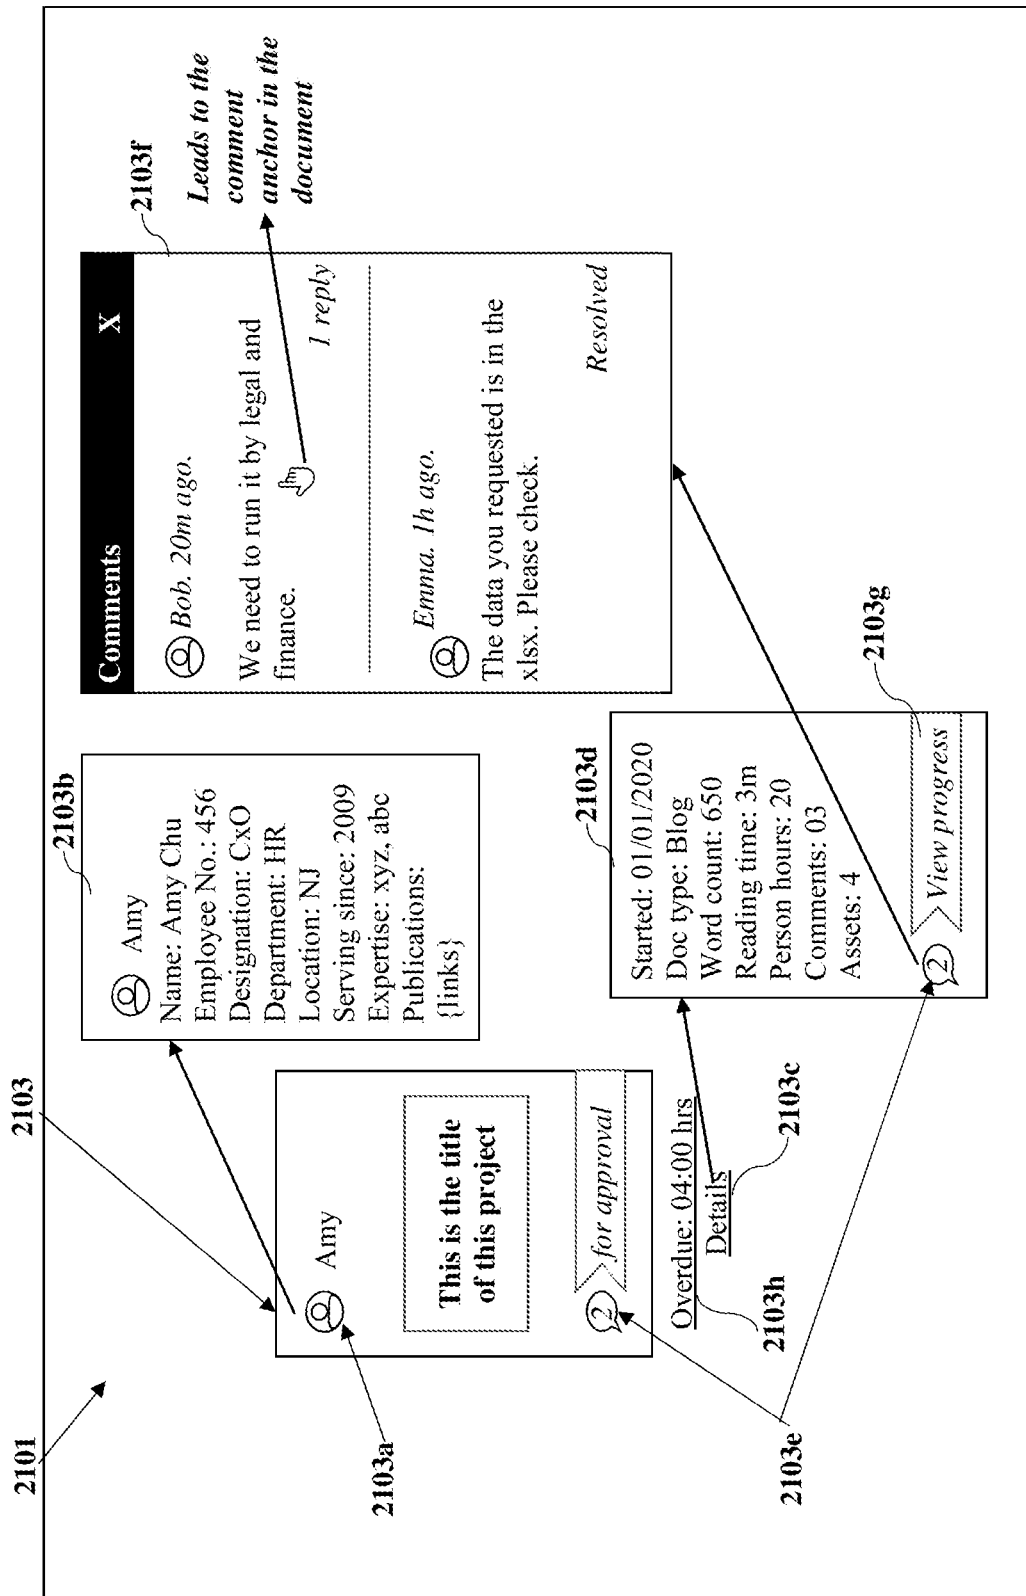 2101
2103
2103a
Amy
This is the title
of this project
2
for approval
Overdue: 04:00 hrs
Details
2103h
2103c
2103e
2103b
Amy
Name: Amy Chu
Employee No.: 456
Designation: CxO
Department: HR
Location: NJ
Serving since: 2009
Expertise: xyz, abc
Publications:
{links}
2103d
Started: 01/01/2020
Doc type: Blog
Word count: 650
Reading time: 3m
Person hours: 20
Comments: 03
Assets: 4
2
View progress
2103g
Comments X
Bob. 20m ago.
We need to run it by legal and
finance.
1 reply
Emma. 1h ago.
The data you requested is in the
xlsx. Please check.
Resolved
2103f
Leads to the
comment
anchor in the
document